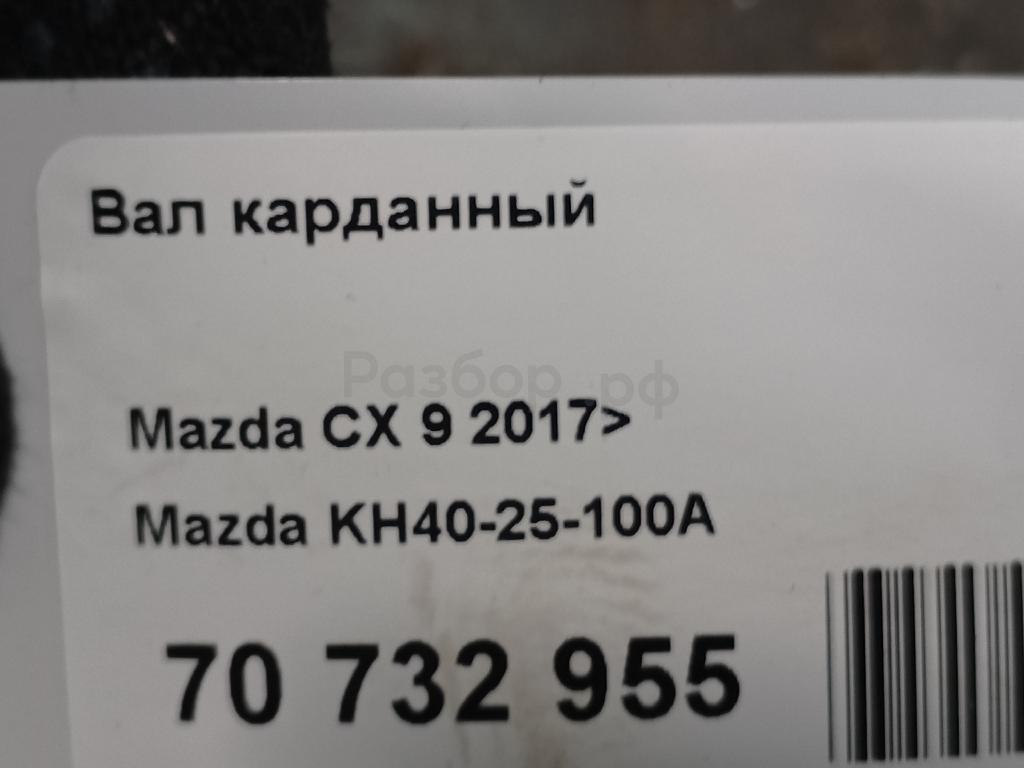 Вал карданный
Разбор.рф
Mazda CX 9 2017>
Mazda KH40-25-100A
70 732 955